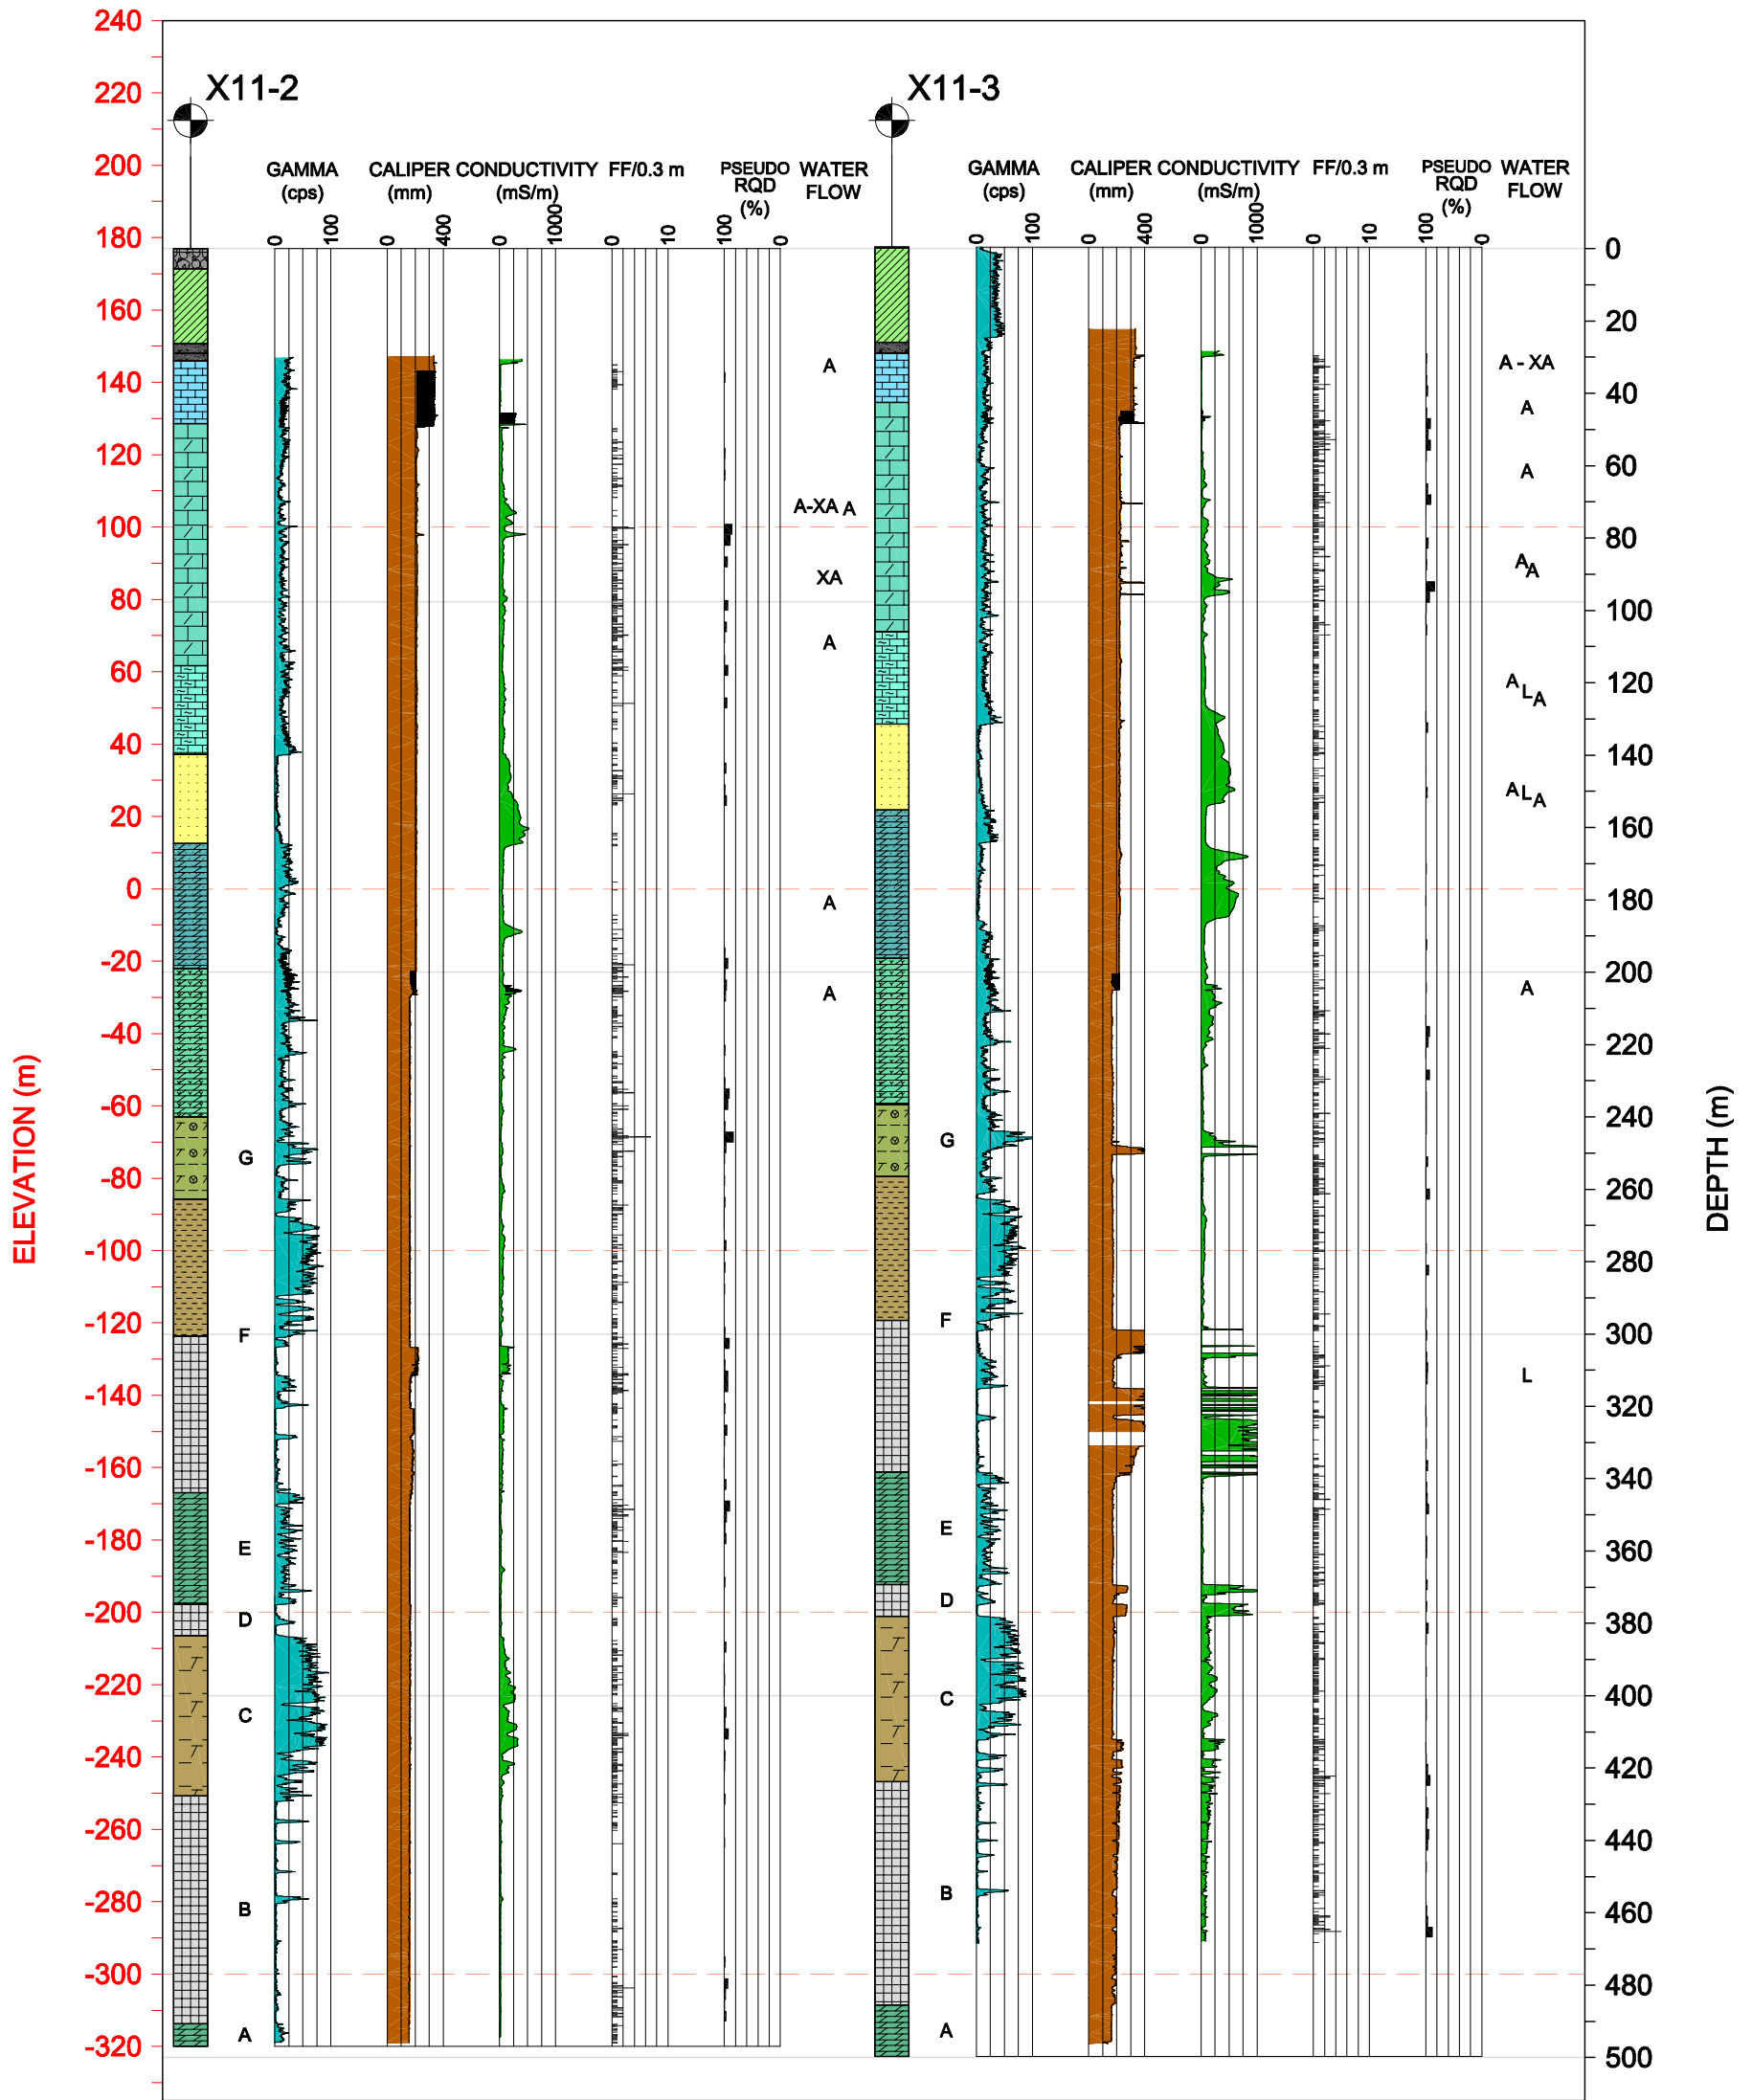 X11-2 X11-3
GAMMA (cps) CALIPER (mm) CONDUCTIVITY (mS/m) FF/0.3 m PSEUDO RQD (%) WATER FLOW
0 100 0 400 0 1000 0 10 100 0
GAMMA (cps) CALIPER (mm) CONDUCTIVITY (mS/m) FF/0.3 m PSEUDO RQD (%) WATER FLOW
0 100 0 400 0 1000 0 10 100 0
ELEVATION (m)
240
220
200
180
160
140
120
100
80
60
40
20
0
-20
-40
-60
-80
-100
-120
-140
-160
-180
-200
-220
-240
-260
-280
-300
-320
G
F
E
D
C
B
A
A
A-XA A
XA
A
A
A
G
F
E
D
C
B
A
A - XA
A
A
A A
A L A
A L A
A
L
0
20
40
60
80
100
120
140
160
180
200
220
240
260
280
300
320
340
360
380
400
420
440
460
480
500
DEPTH (m)